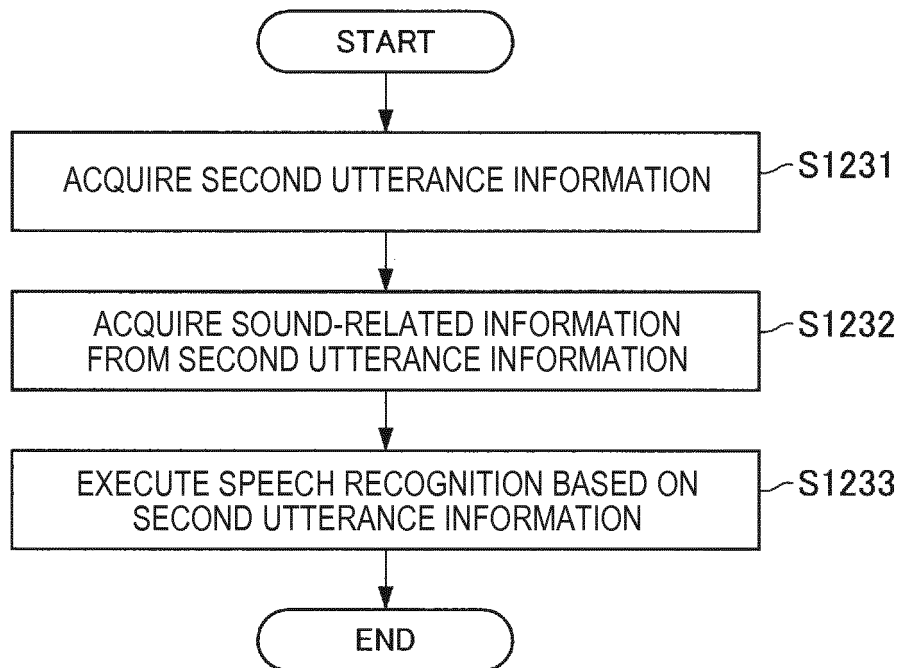 START
ACQUIRE SECOND UTTERANCE INFORMATION
S1231
ACQUIRE SOUND-RELATED INFORMATION
FROM SECOND UTTERANCE INFORMATION
S1232
EXECUTE SPEECH RECOGNITION BASED ON
SECOND UTTERANCE INFORMATION
S1233
END